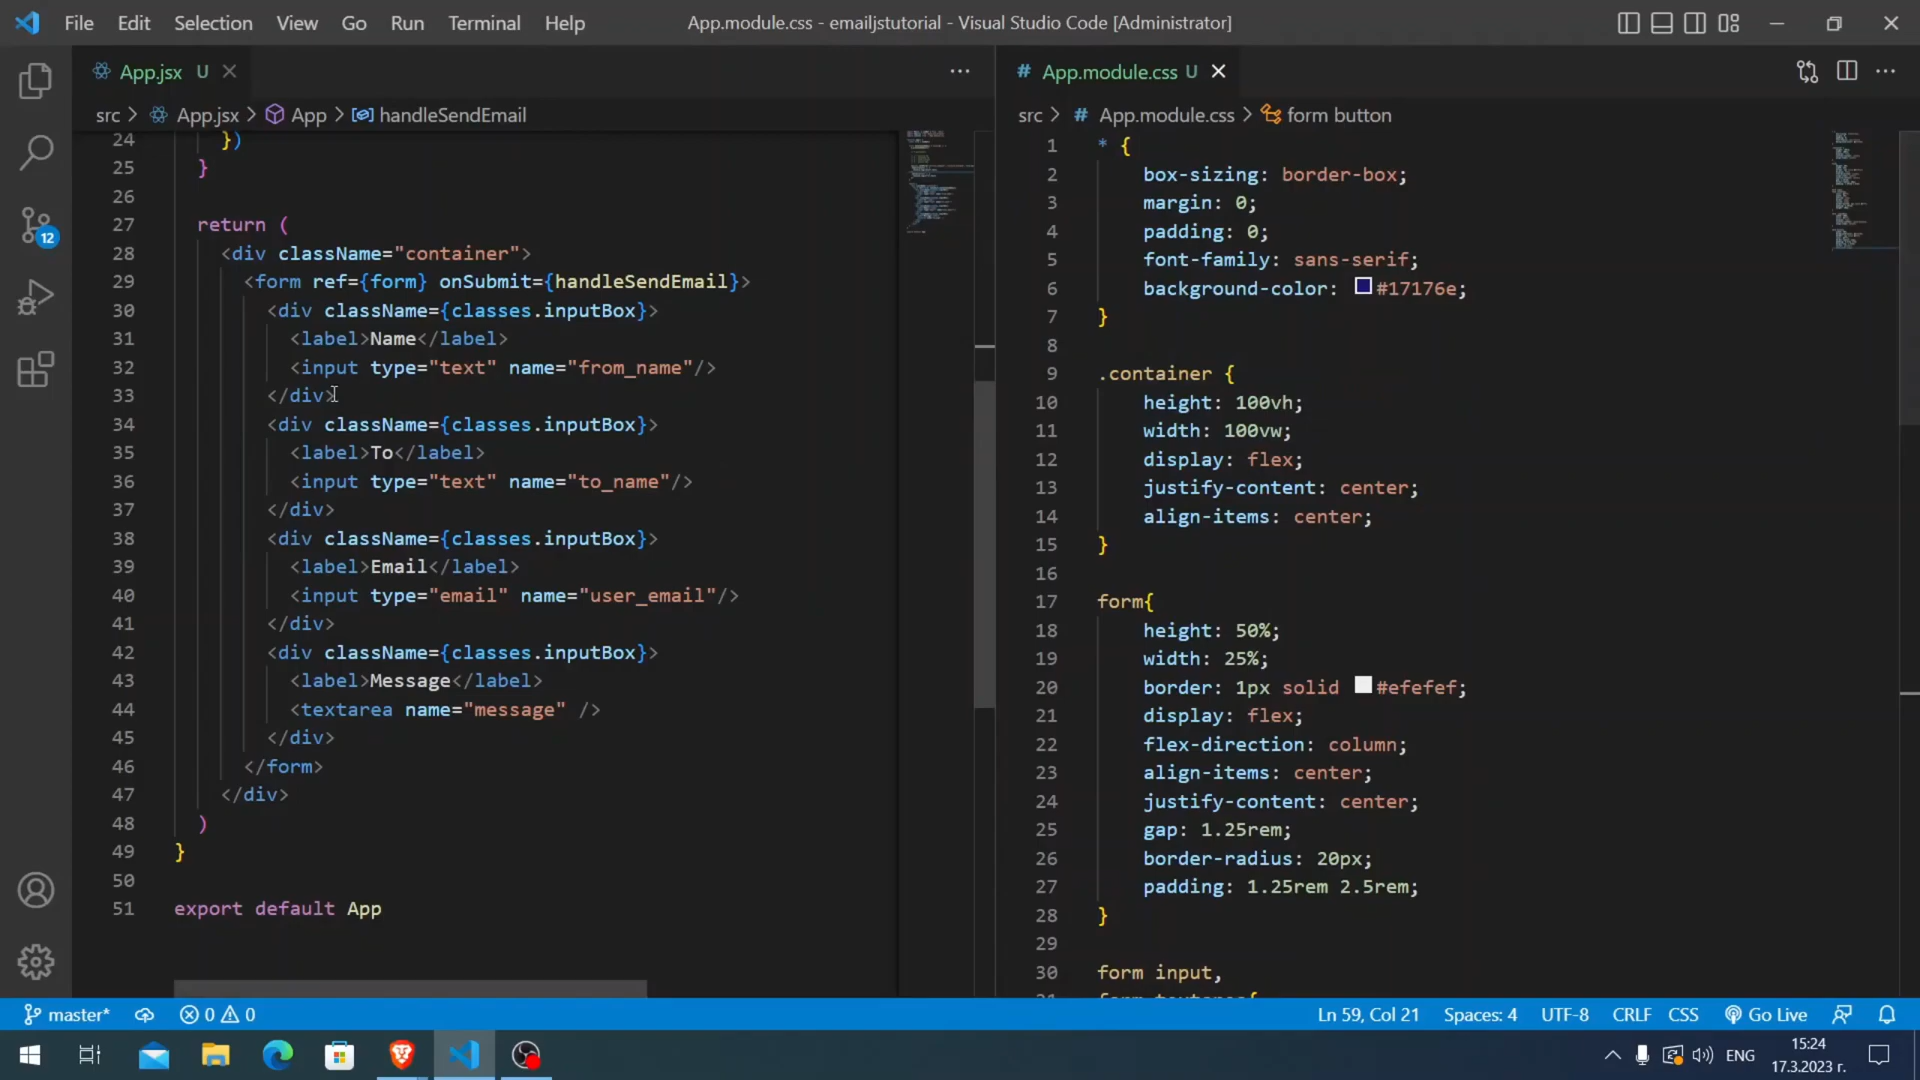 File Edit Selection View Go Run Terminal Help
App.module.css - emailjstutorial - Visual Studio Code [Administrator]
App.jsx U
src > App.jsx > App > handleSendEmail
24 })
25 }
26
27 return (
28 <div className="container">
29 <form ref={form} onSubmit={handleSendEmail}>
30 <div className={classes.inputBox}>
31 <label>Name</label>
32 <input type="text" name="from_name"/>
33 </div>
34 <div className={classes.inputBox}>
35 <label>To</label>
36 <input type="text" name="to_name"/>
37 </div>
38 <div className={classes.inputBox}>
39 <label>Email</label>
40 <input type="email" name="user_email"/>
41 </div>
42 <div className={classes.inputBox}>
43 <label>Message</label>
44 <textarea name="message" />
45 </div>
46 </form>
47 </div>
48 )
49 }
50
51 export default App
# App.module.css U
src > # App.module.css > form button
1 * {
2 box-sizing: border-box;
3 margin: 0;
4 padding: 0;
5 font-family: sans-serif;
6 background-color: #17176e;
7 }
8
9 .container {
10 height: 100vh;
11 width: 100vw;
12 display: flex;
13 justify-content: center;
14 align-items: center;
15 }
16
17 form{
18 height: 50%;
19 width: 25%;
20 border: 1px solid #efefef;
21 display: flex;
22 flex-direction: column;
23 align-items: center;
24 justify-content: center;
25 gap: 1.25rem;
26 border-radius: 20px;
27 padding: 1.25rem 2.5rem;
28 }
29
30 form input,
31 form textarea{
12
master* 0 0
Ln 59, Col 21 Spaces: 4 UTF-8 CRLF CSS Go Live
ENG
15:24
17.3.2023 г.